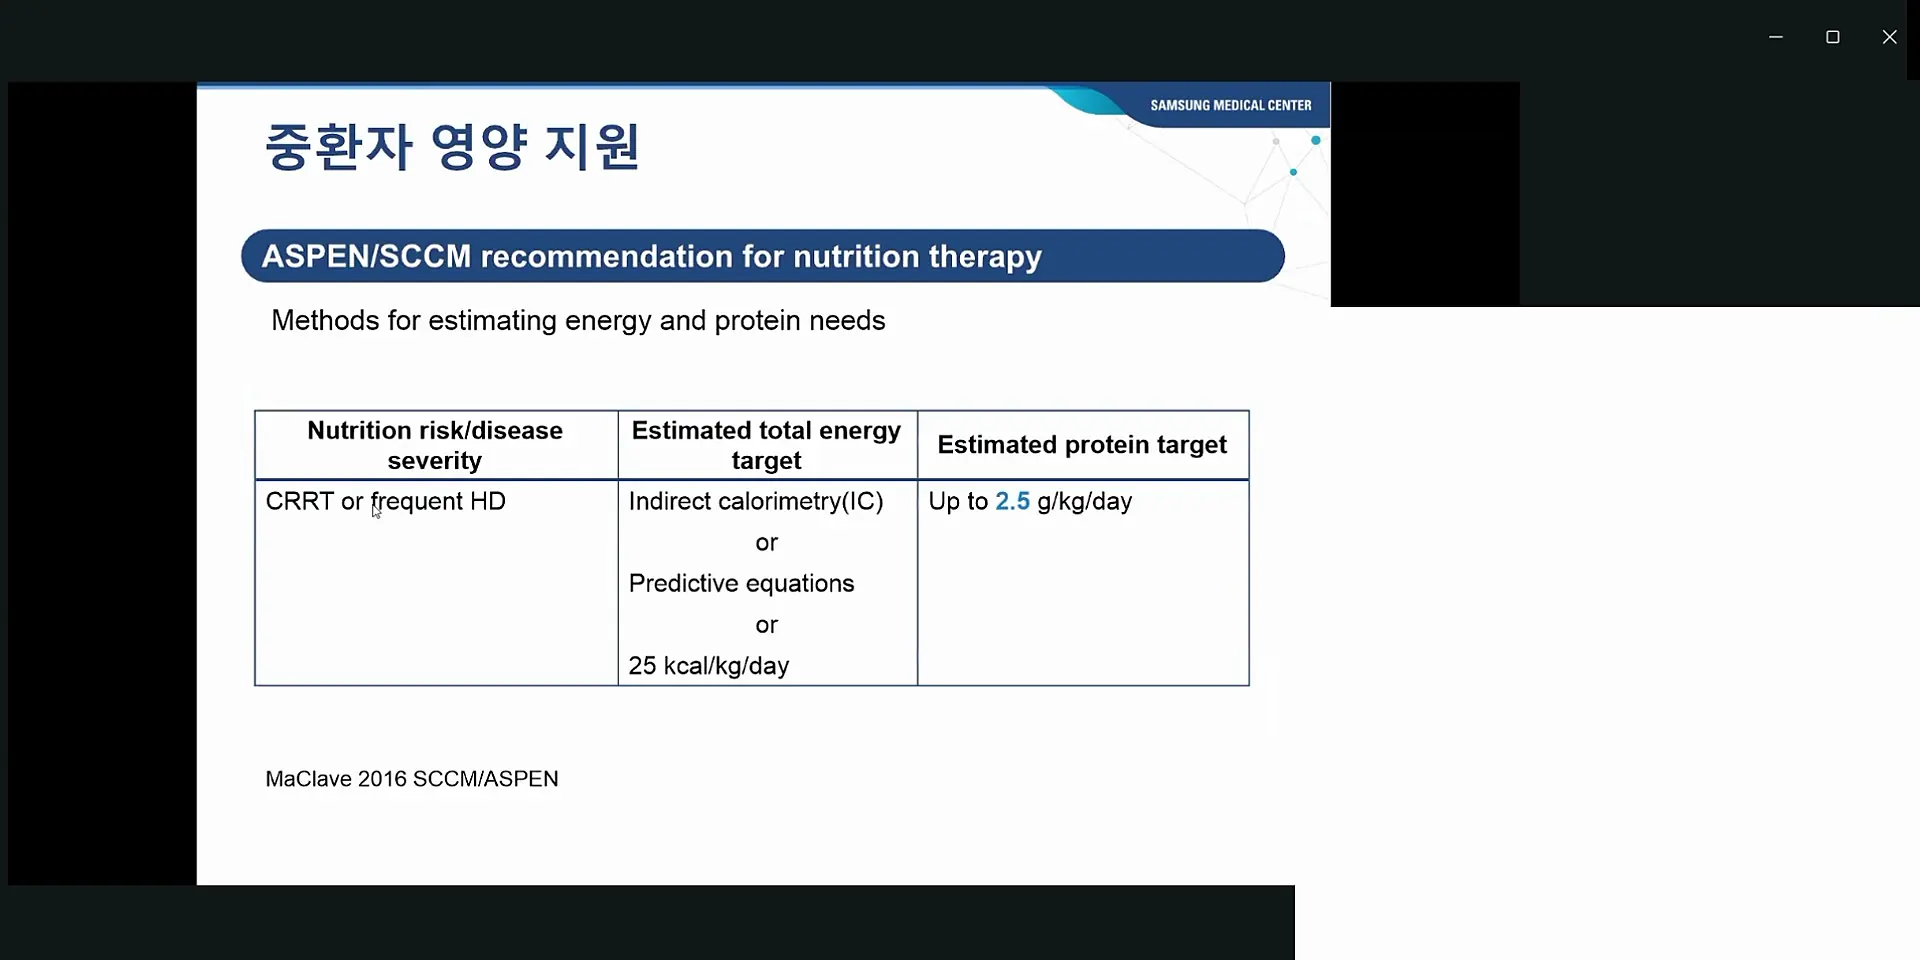 SAMSUNG MEDICAL CENTER
중환자 영양 지원
ASPEN/SCCM recommendation for nutrition therapy
Methods for estimating energy and protein needs
Nutrition risk/disease severity
Estimated total energy target
Estimated protein target
CRRT or frequent HD
Indirect calorimetry(IC)
or
Predictive equations
or
25 kcal/kg/day
Up to 2.5 g/kg/day
MaClave 2016 SCCM/ASPEN